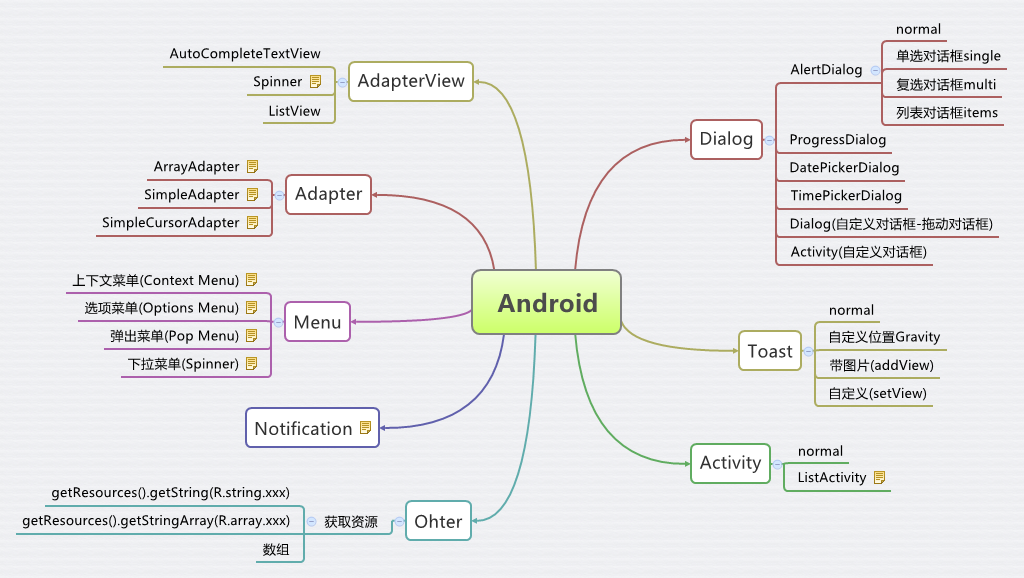 Android
AdapterView
AutoCompleteTextView
Spinner
ListView
Adapter
ArrayAdapter
SimpleAdapter
SimpleCursorAdapter
Menu
上下文菜单(Context Menu)
选项菜单(Options Menu)
弹出菜单(Pop Menu)
下拉菜单(Spinner)
Notification
Ohter
获取资源
getResources().getString(R.string.xxx)
getResources().getStringArray(R.array.xxx)
数组
Dialog
AlertDialog
normal
单选对话框single
复选对话框multi
列表对话框items
ProgressDialog
DatePickerDialog
TimePickerDialog
Dialog(自定义对话框-拖动对话框)
Activity(自定义对话框)
Toast
normal
自定义位置Gravity
带图片(addView)
自定义(setView)
Activity
normal
ListActivity